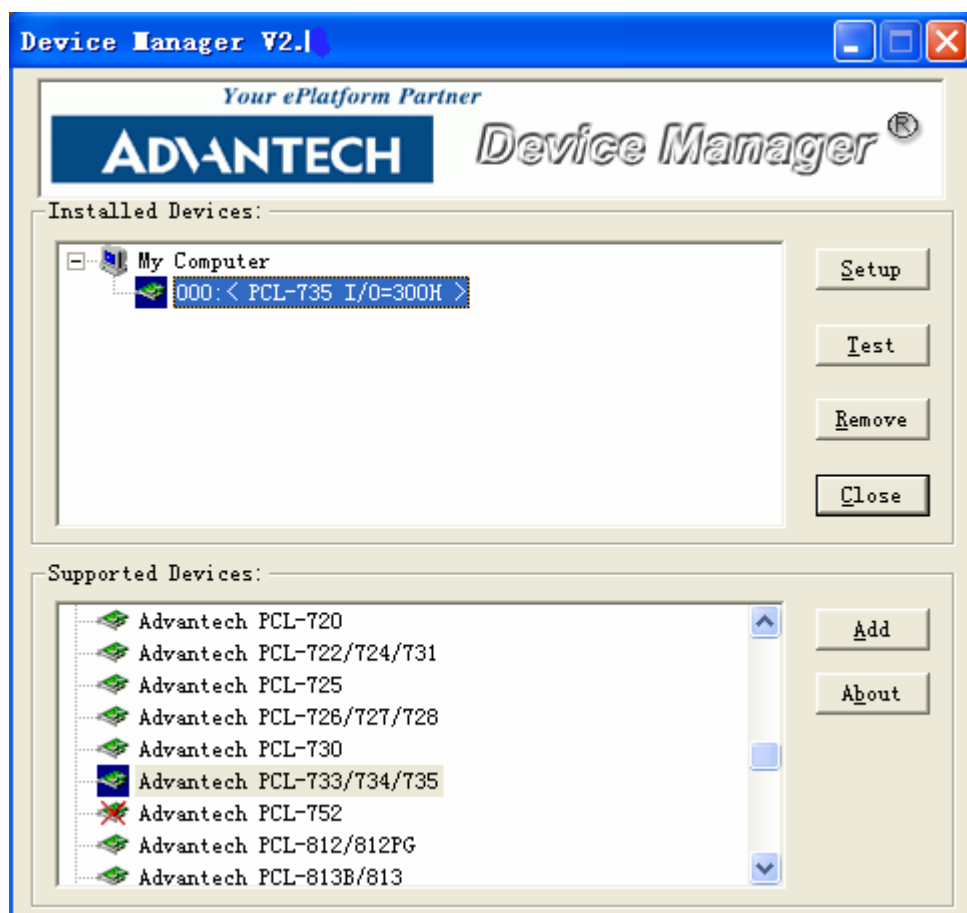 Device Manager V2.
Your ePlatform Partner
ADVANTECH
Device Manager ®
Installed Devices:
My Computer
000:< PCL-735 I/O=300H >
Setup
Test
Remove
Close
Supported Devices:
Advantech PCL-720
Advantech PCL-722/724/731
Advantech PCL-725
Advantech PCL-726/727/728
Advantech PCL-730
Advantech PCL-733/734/735
Advantech PCL-752
Advantech PCL-812/812PG
Advantech PCL-813B/813
Add
About